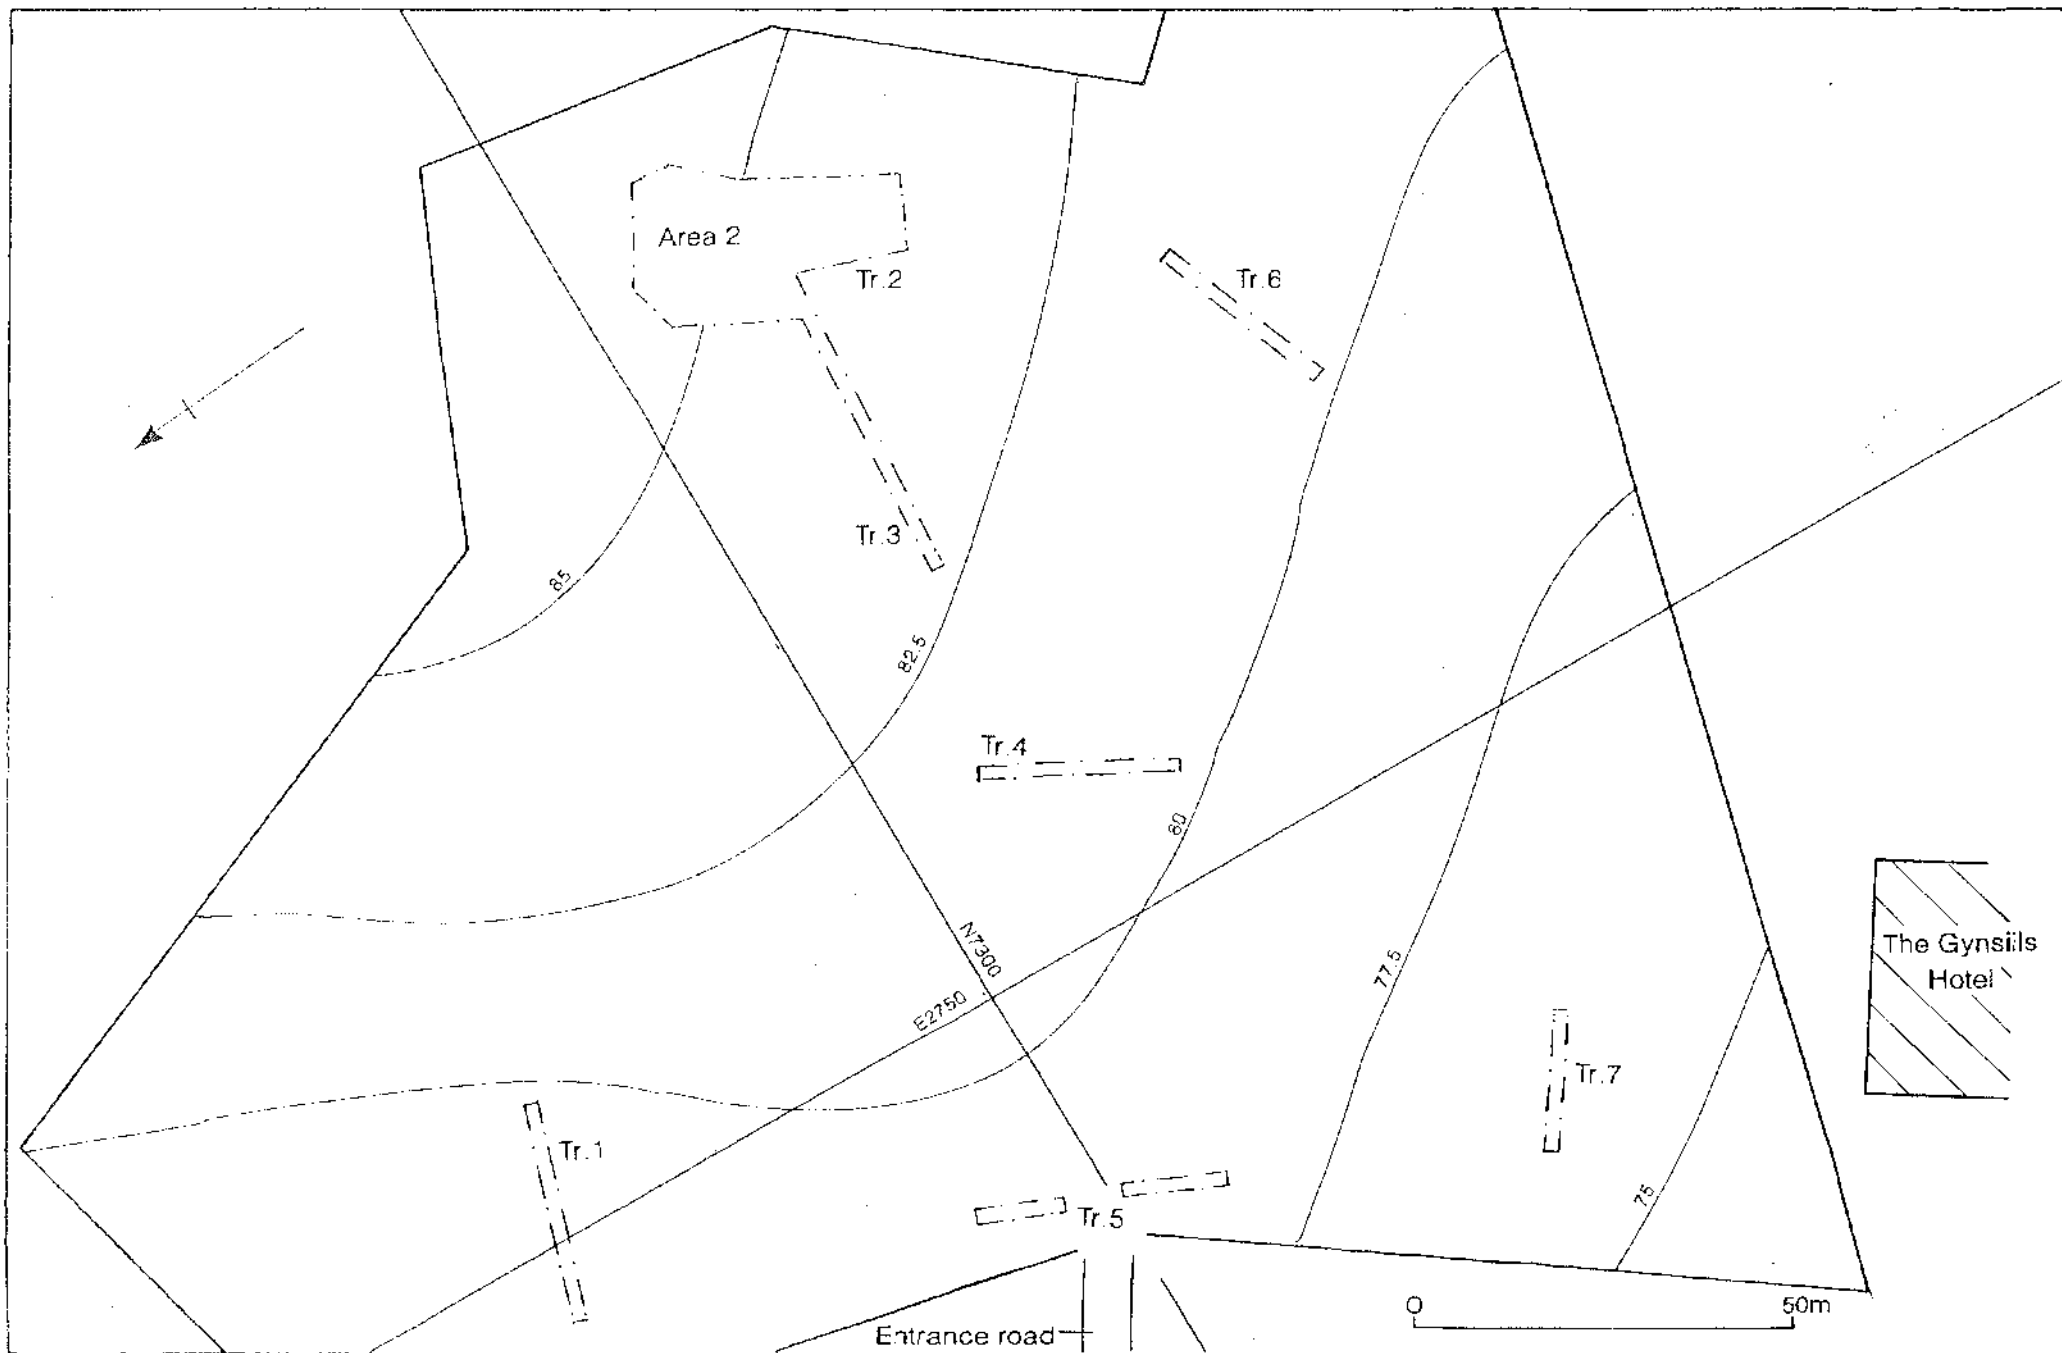 Area 2
Tr.2
Tr.6
Tr.3
85
82.5
Tr.4
80
N7300
E2750
77.5
The Gynsills
Hotel
Tr.7
Tr.1
75
Tr.5
0 50m
Entrance road